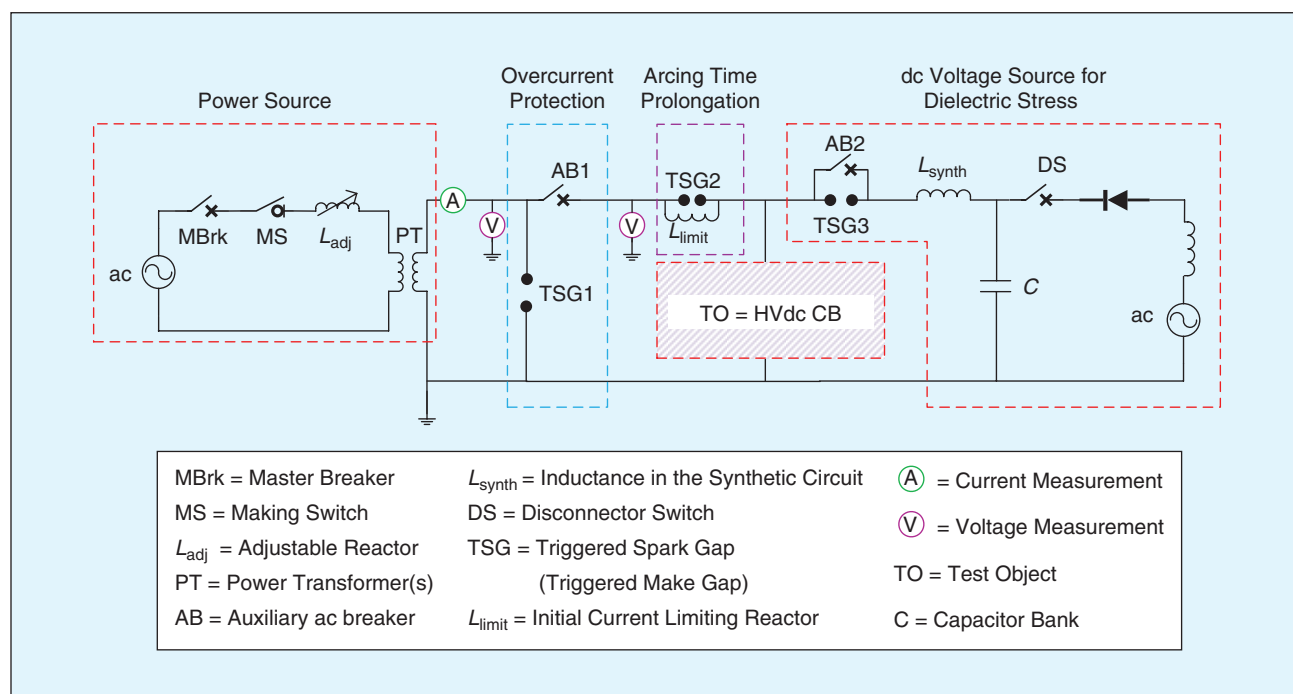 Power Source
Overcurrent
Protection
Arcing Time
Prolongation
dc Voltage Source for
Dielectric Stress
MBrk
MS
Ladj
PT
ac
A
V
AB1
TSG1
V
TSG2
Llimit
TO = HVdc CB
AB2
TSG3
Lsynth
DS
C
ac
MBrk = Master Breaker
MS = Making Switch
Ladj = Adjustable Reactor
PT = Power Transformer(s)
AB = Auxiliary ac breaker
Lsynth = Inductance in the Synthetic Circuit
DS = Disconnector Switch
TSG = Triggered Spark Gap
(Triggered Make Gap)
Llimit = Initial Current Limiting Reactor
A = Current Measurement
V = Voltage Measurement
TO = Test Object
C = Capacitor Bank